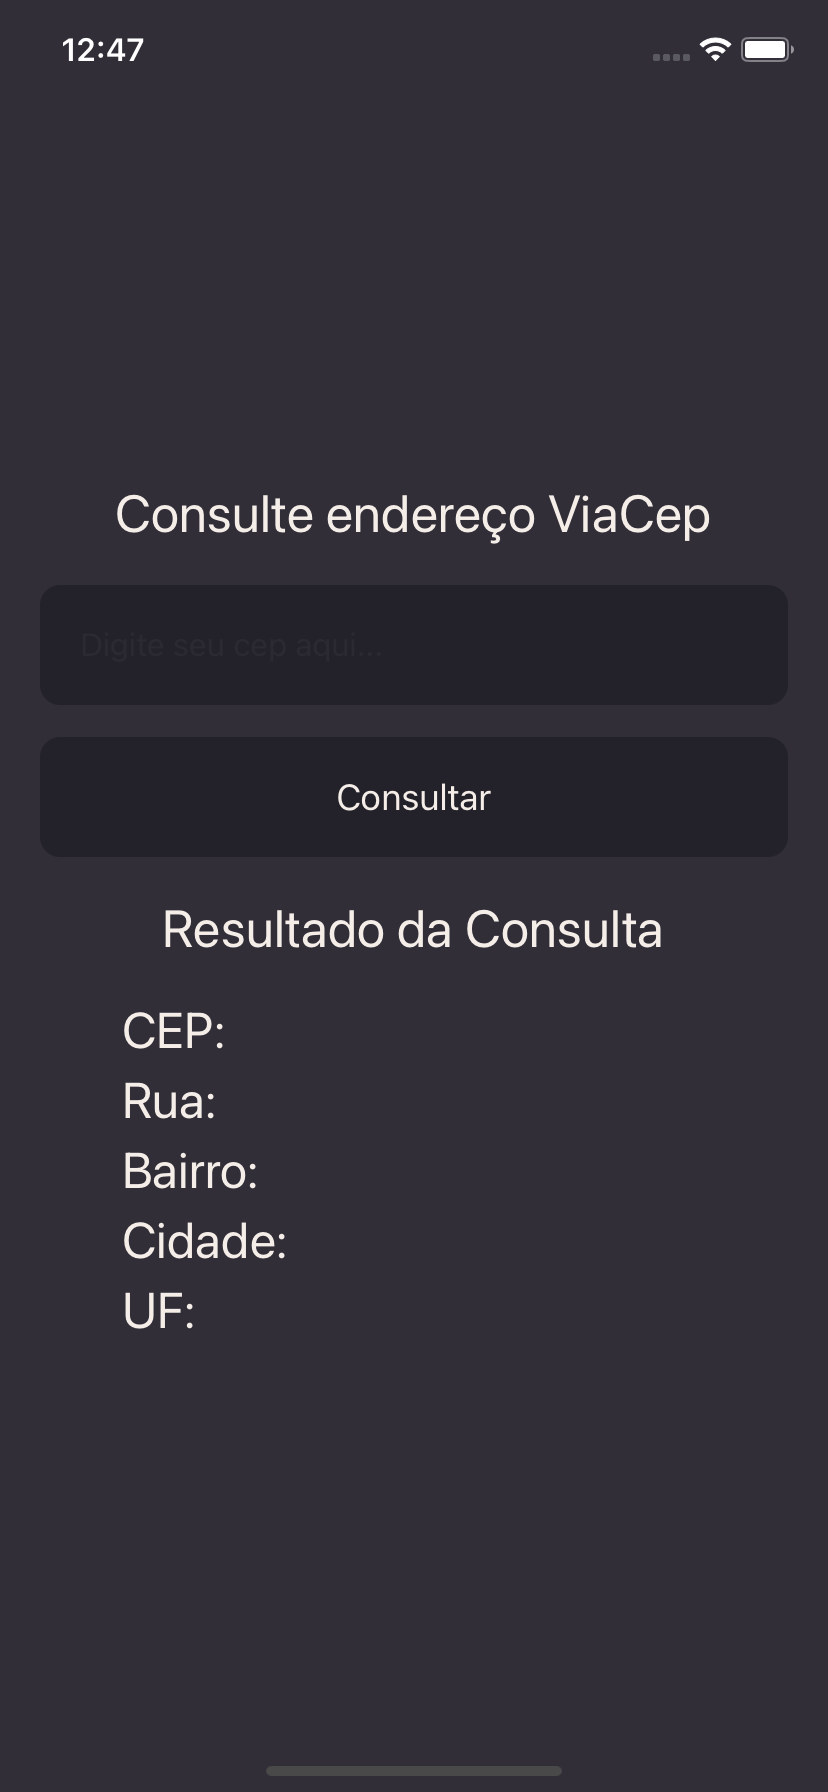 12:47
Consulte endereço ViaCep
Digite seu cep aqui...
Consultar
Resultado da Consulta
CEP:
Rua:
Bairro:
Cidade:
UF: